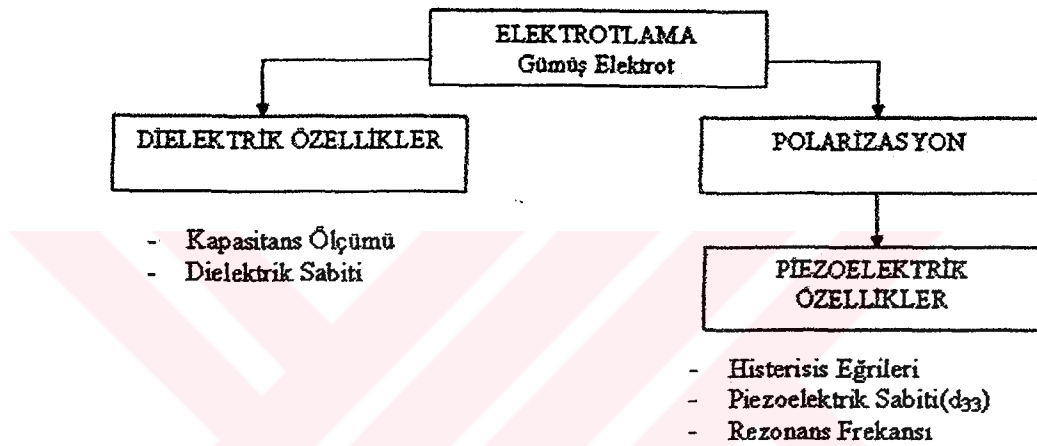 ELEKTROTLAMA
Gümüş Elektrot
DİELEKTRİK ÖZELLİKLER
POLARİZASYON
- Kapasitans Ölçümü
- Dielektrik Sabiti
PİEZOELEKTRİK
ÖZELLİKLER
- Histerisis Eğrileri
- Piezoelektrik Sabiti(d33)
- Rezonans Frekansı